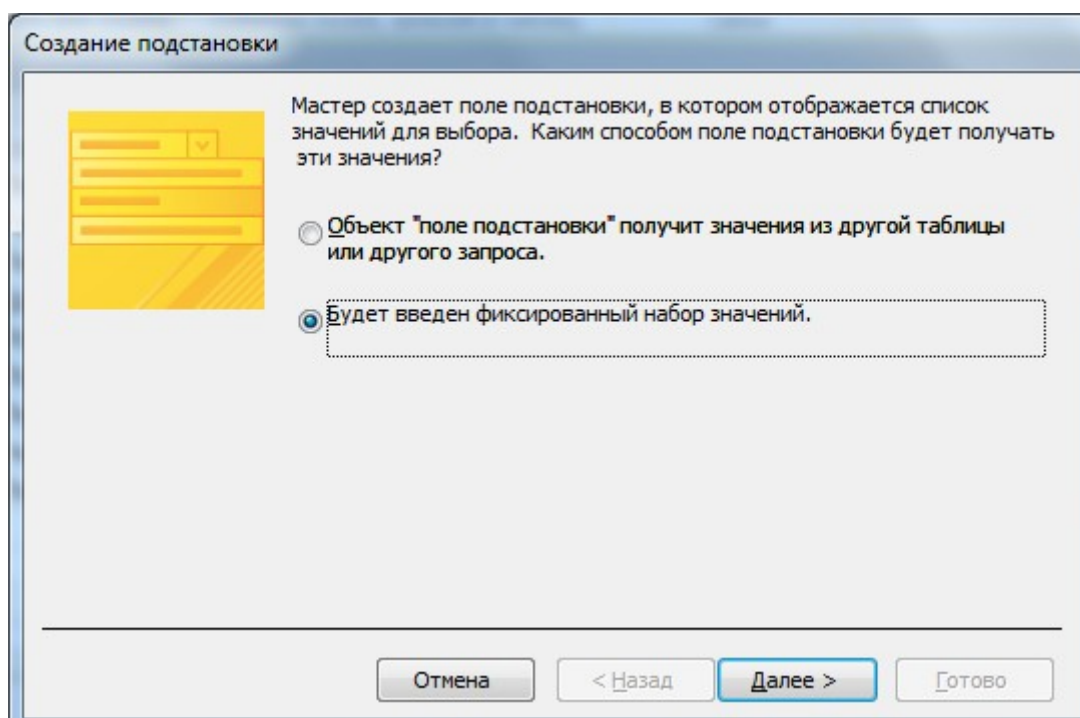 Создание подстановки
Мастер создает поле подстановки, в котором отображается список
значений для выбора. Каким способом поле подстановки будет получать
эти значения?
Объект "поле подстановки" получит значения из другой таблицы
или другого запроса.
Будет введен фиксированный набор значений.
Отмена
< Назад
Далее >
Готово